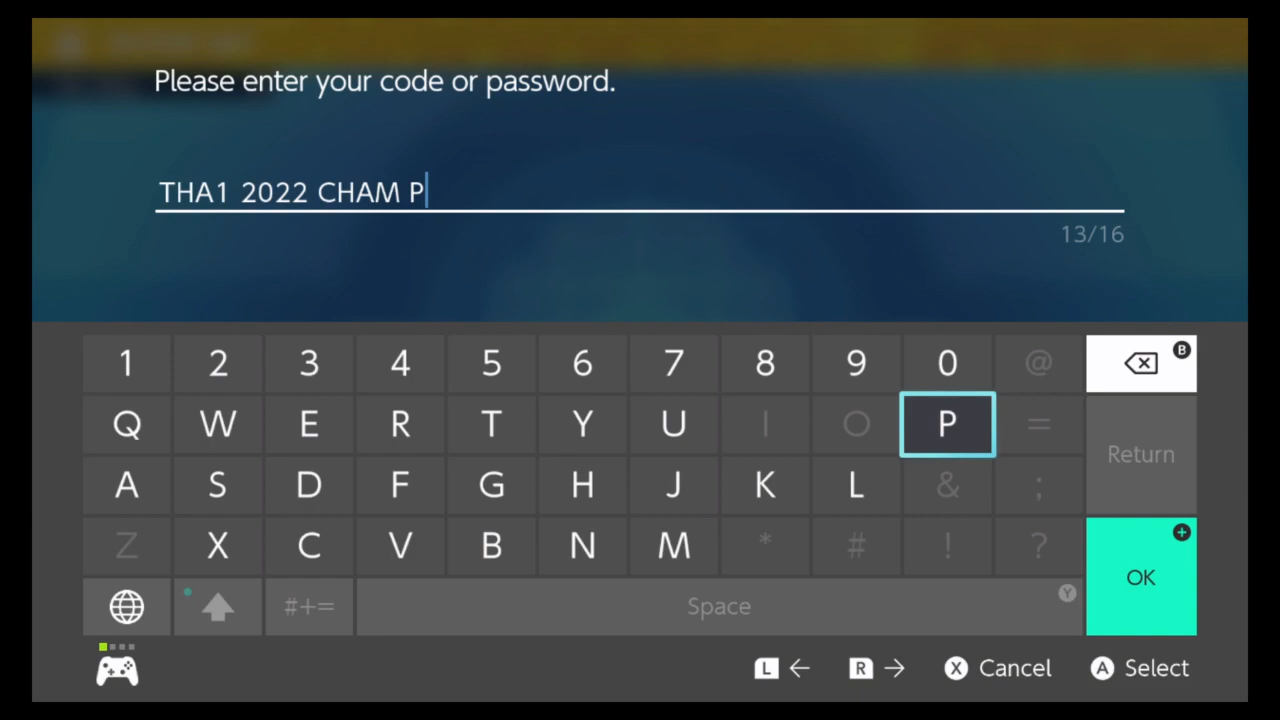 Please enter your code or password.
THA1 2022 CHAM P
13/16
1 2 3 4 5 6 7 8 9 0 @ B
Q W E R T Y U I O P =
Return
A S D F G H J K L & ;
Z X C V B N M * # ! ? +
OK
#+= Space Y
L ← R → X Cancel A Select